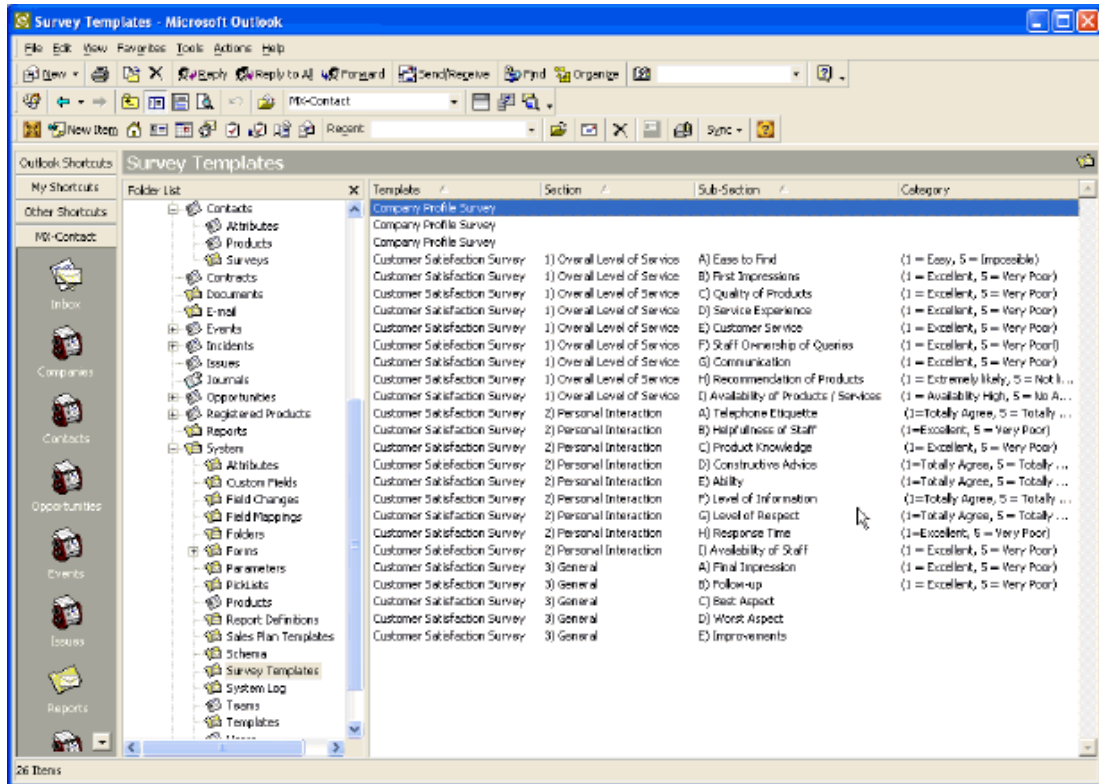 Survey Templates - Microsoft Outlook
File Edit View Favorites Tools Actions Help
New Reply Reply to All Forward Send/Receive Find Organize
MX-Contact
New Item Recent Sync
Outlook Shortcuts
My Shortcuts
Other Shortcuts
MX-Contact
Inbox
Companies
Contacts
Opportunities
Events
Issues
Reports
Survey Templates
Folder List X
Contacts
Attributes
Products
Surveys
Contracts
Documents
E-mail
Events
Incidents
Issues
Journals
Opportunities
Registered Products
Reports
System
Attributes
Custom Fields
Field Changes
Field Mappings
Folders
Forms
Parameters
PickLists
Products
Report Definitions
Sales Plan Templates
Schema
Survey Templates
System Log
Teams
Templates
Template Section Sub-Section Category
Company Profile Survey
Company Profile Survey
Company Profile Survey
Customer Satisfaction Survey 1) Overall Level of Service A) Ease to Find (1 = Easy, 5 = Impossible)
Customer Satisfaction Survey 1) Overall Level of Service B) First Impressions (1 = Excellent, 5 = Very Poor)
Customer Satisfaction Survey 1) Overall Level of Service C) Quality of Products (1 = Excellent, 5 = Very Poor)
Customer Satisfaction Survey 1) Overall Level of Service D) Service Experience (1 = Excellent, 5 = Very Poor)
Customer Satisfaction Survey 1) Overall Level of Service E) Customer Service (1 = Excellent, 5 = Very Poor)
Customer Satisfaction Survey 1) Overall Level of Service F) Staff Ownership of Queries (1 = Excellent, 5 = Very Poorl)
Customer Satisfaction Survey 1) Overall Level of Service G) Communication (1 = Excellent, 5 = Very Poor)
Customer Satisfaction Survey 1) Overall Level of Service H) Recommendation of Products (1 = Extremely likely, 5 = Not li...
Customer Satisfaction Survey 1) Overall Level of Service I) Availability of Products / Services (1 = Availability High, 5 = No A...
Customer Satisfaction Survey 2) Personal Interaction A) Telephone Etiquette (1=Totally Agree, 5 = Totally ...
Customer Satisfaction Survey 2) Personal Interaction B) Helpfulness of Staff (1=Excellent, 5 = Very Poor)
Customer Satisfaction Survey 2) Personal Interaction C) Product Knowledge (1= Excellent, 5 = Very Poor)
Customer Satisfaction Survey 2) Personal Interaction D) Constructive Advice (1=Totally Agree, 5 = Totally ...
Customer Satisfaction Survey 2) Personal Interaction E) Ability (1=Totally Agree, 5 = Totally ...
Customer Satisfaction Survey 2) Personal Interaction F) Level of Information (1=Totally Agree, 5 = Totally ...
Customer Satisfaction Survey 2) Personal Interaction G) Level of Respect (1=Totally Agree, 5 = Totally ...
Customer Satisfaction Survey 2) Personal Interaction H) Response Time (1=Excellent, 5 = Very Poor)
Customer Satisfaction Survey 2) Personal Interaction I) Availability of Staff (1 = Excellent, 5 = Very Poor)
Customer Satisfaction Survey 3) General A) Final Impression (1 = Excellent, 5 = Very Poor)
Customer Satisfaction Survey 3) General B) Follow-up (1 = Excellent, 5 = Very Poor)
Customer Satisfaction Survey 3) General C) Best Aspect
Customer Satisfaction Survey 3) General D) Worst Aspect
Customer Satisfaction Survey 3) General E) Improvements
26 Items